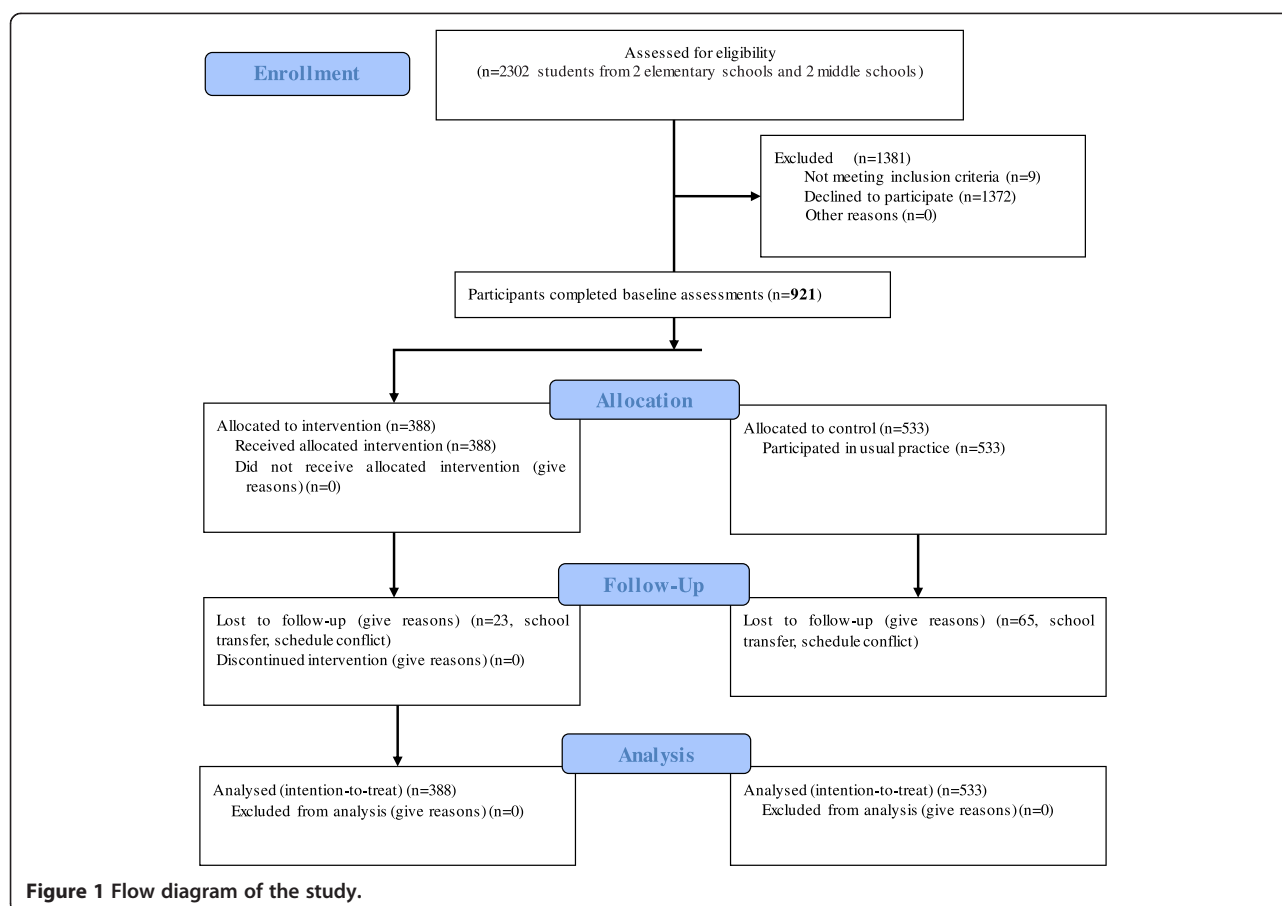 Enrollment
Assessed for eligibility
(n=2302 students from 2 elementary schools and 2 middle schools)
Excluded (n=1381)
Not meeting inclusion criteria (n=9)
Declined to participate (n=1372)
Other reasons (n=0)
Participants completed baseline assessments (n=921)
Allocation
Allocated to intervention (n=388)
Received allocated intervention (n=388)
Did not receive allocated intervention (give
reasons) (n=0)
Allocated to control (n=533)
Participated in usual practice (n=533)
Follow-Up
Lost to follow-up (give reasons) (n=23, school
transfer, schedule conflict)
Discontinued intervention (give reasons) (n=0)
Lost to follow-up (give reasons) (n=65, school
transfer, schedule conflict)
Analysis
Analysed (intention-to-treat) (n=388)
Excluded from analysis (give reasons) (n=0)
Analysed (intention-to-treat) (n=533)
Excluded from analysis (give reasons) (n=0)
Figure 1 Flow diagram of the study.